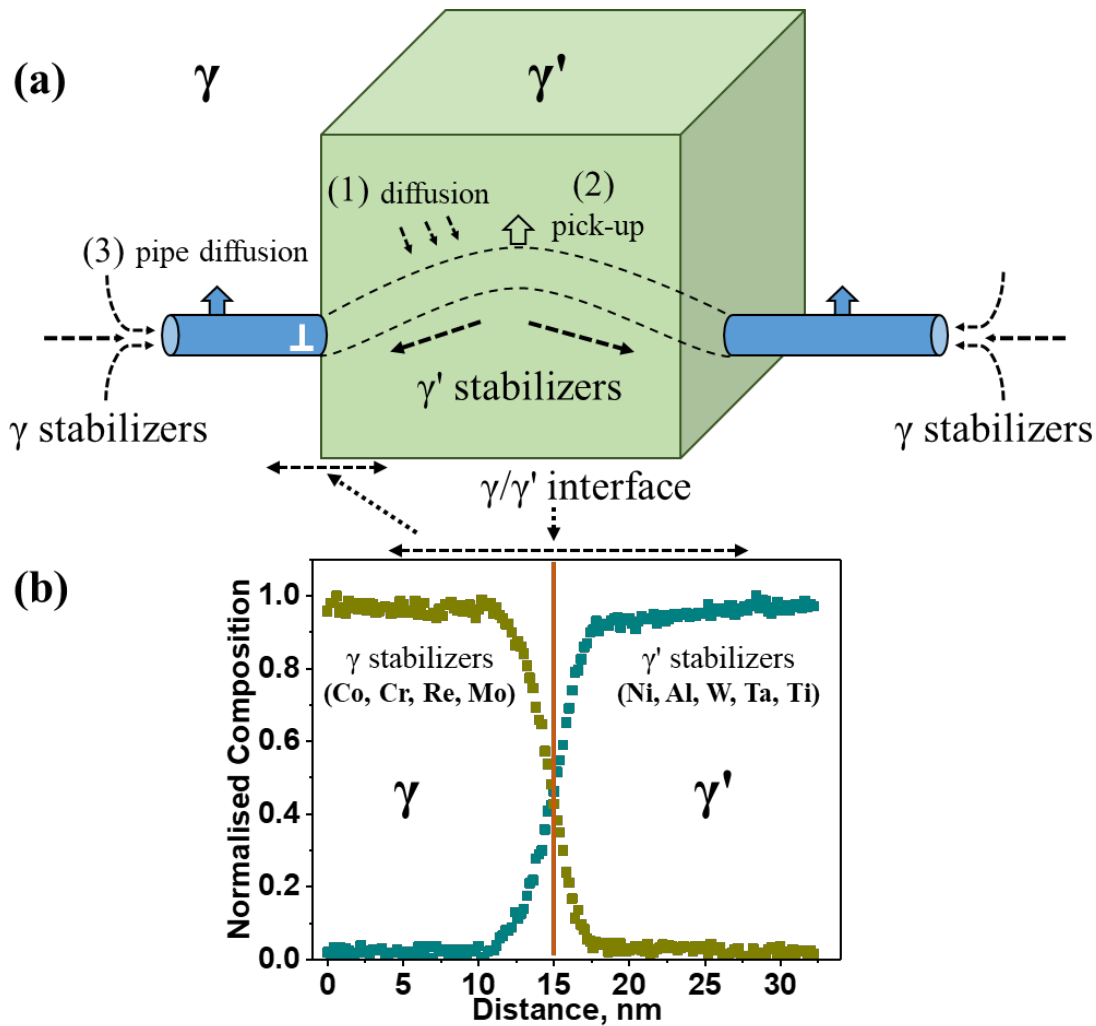 (a)
γ
γ'
(1) diffusion
(2)
pick-up
(3) pipe diffusion
⊥
γ' stabilizers
γ stabilizers
γ stabilizers
γ/γ' interface
(b)
Normalised Composition
1.0
0.8
0.6
0.4
0.2
0.0
γ stabilizers
(Co, Cr, Re, Mo)
γ' stabilizers
(Ni, Al, W, Ta, Ti)
γ
γ'
0 5 10 15 20 25 30
Distance, nm